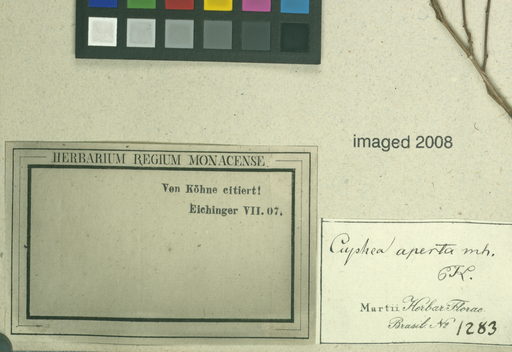 imaged 2008
HERBARIUM REGIUM MONACENSE
Von Köhne citiert!
Eichinger VII. 07.
Cuphea aperta mh.
K.
Martii Herbar. Florae
Brasil. No 1283